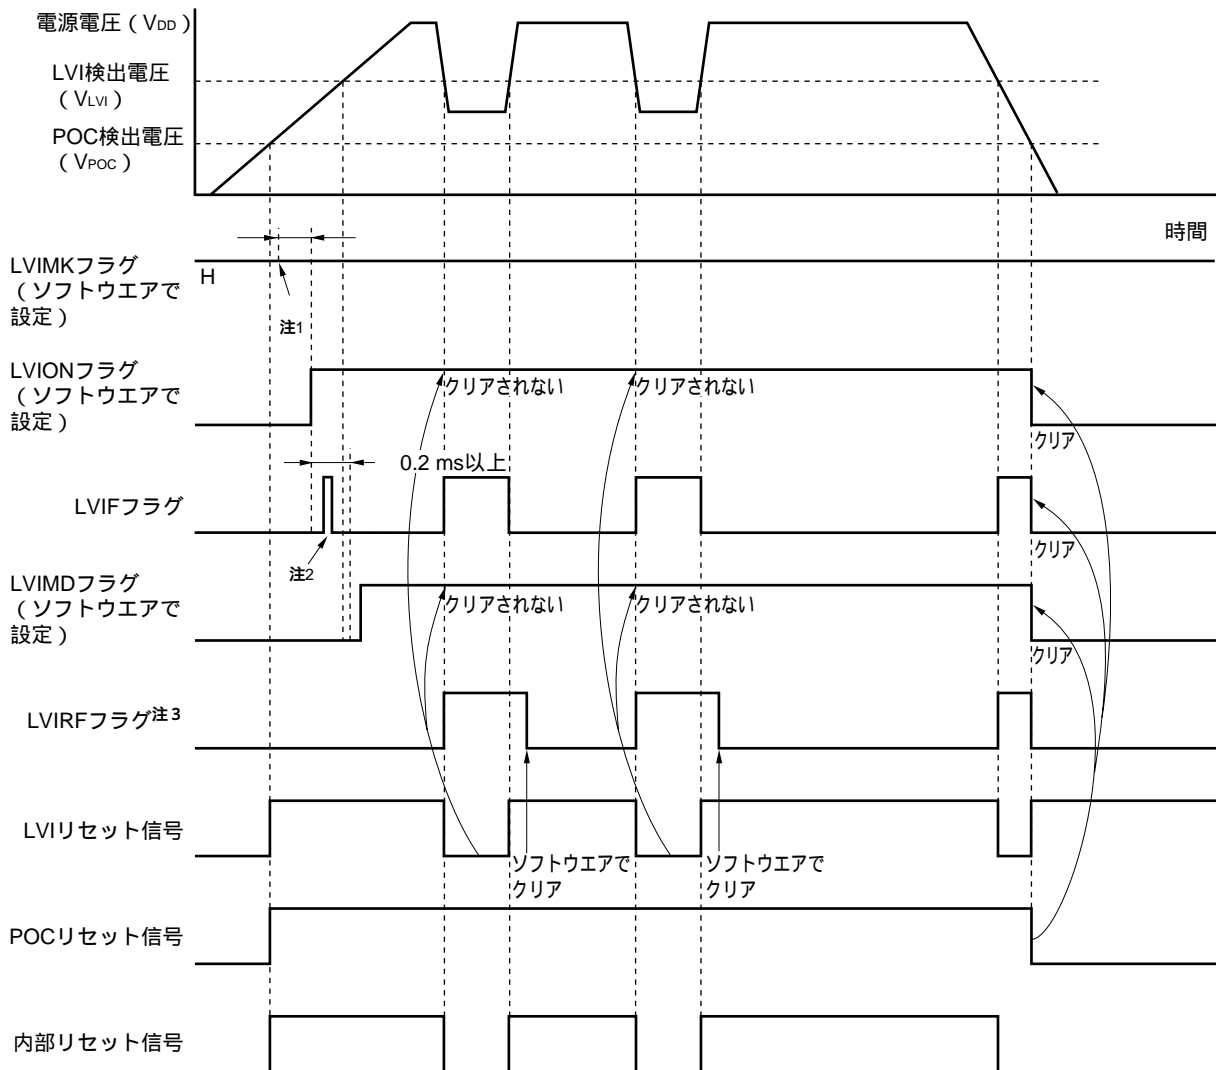 電源電圧（VDD）
LVI検出電圧
（VLVI）
POC検出電圧
（VPOC）
時間
LVIMKフラグ
（ソフトウエアで
設定）
H
注1
LVIONフラグ
（ソフトウエアで
設定）
クリアされない
クリアされない
クリア
0.2 ms以上
LVIFフラグ
クリア
注2
LVIMDフラグ
（ソフトウエアで
設定）
クリアされない
クリアされない
クリア
LVIRFフラグ注3
LVIリセット信号
ソフトウエアで
クリア
ソフトウエアで
クリア
POCリセット信号
内部リセット信号